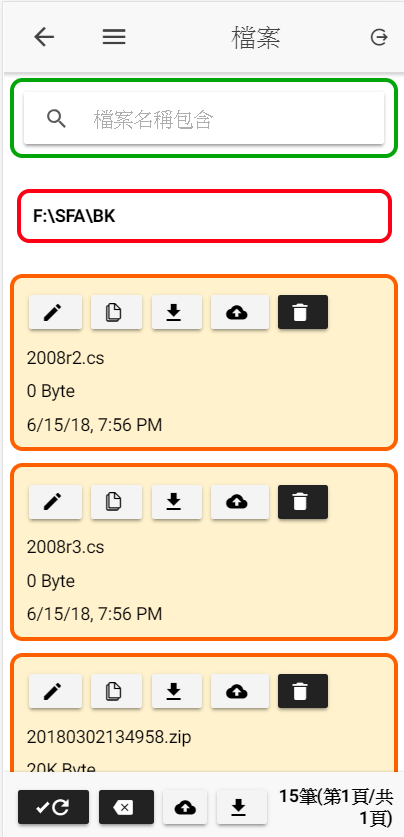 檔案
檔案名稱包含
F:\SFA\BK
2008r2.cs
0 Byte
6/15/18, 7:56 PM
2008r3.cs
0 Byte
6/15/18, 7:56 PM
20180302134958.zip
20K Byte
15筆(第1頁/共
1頁)